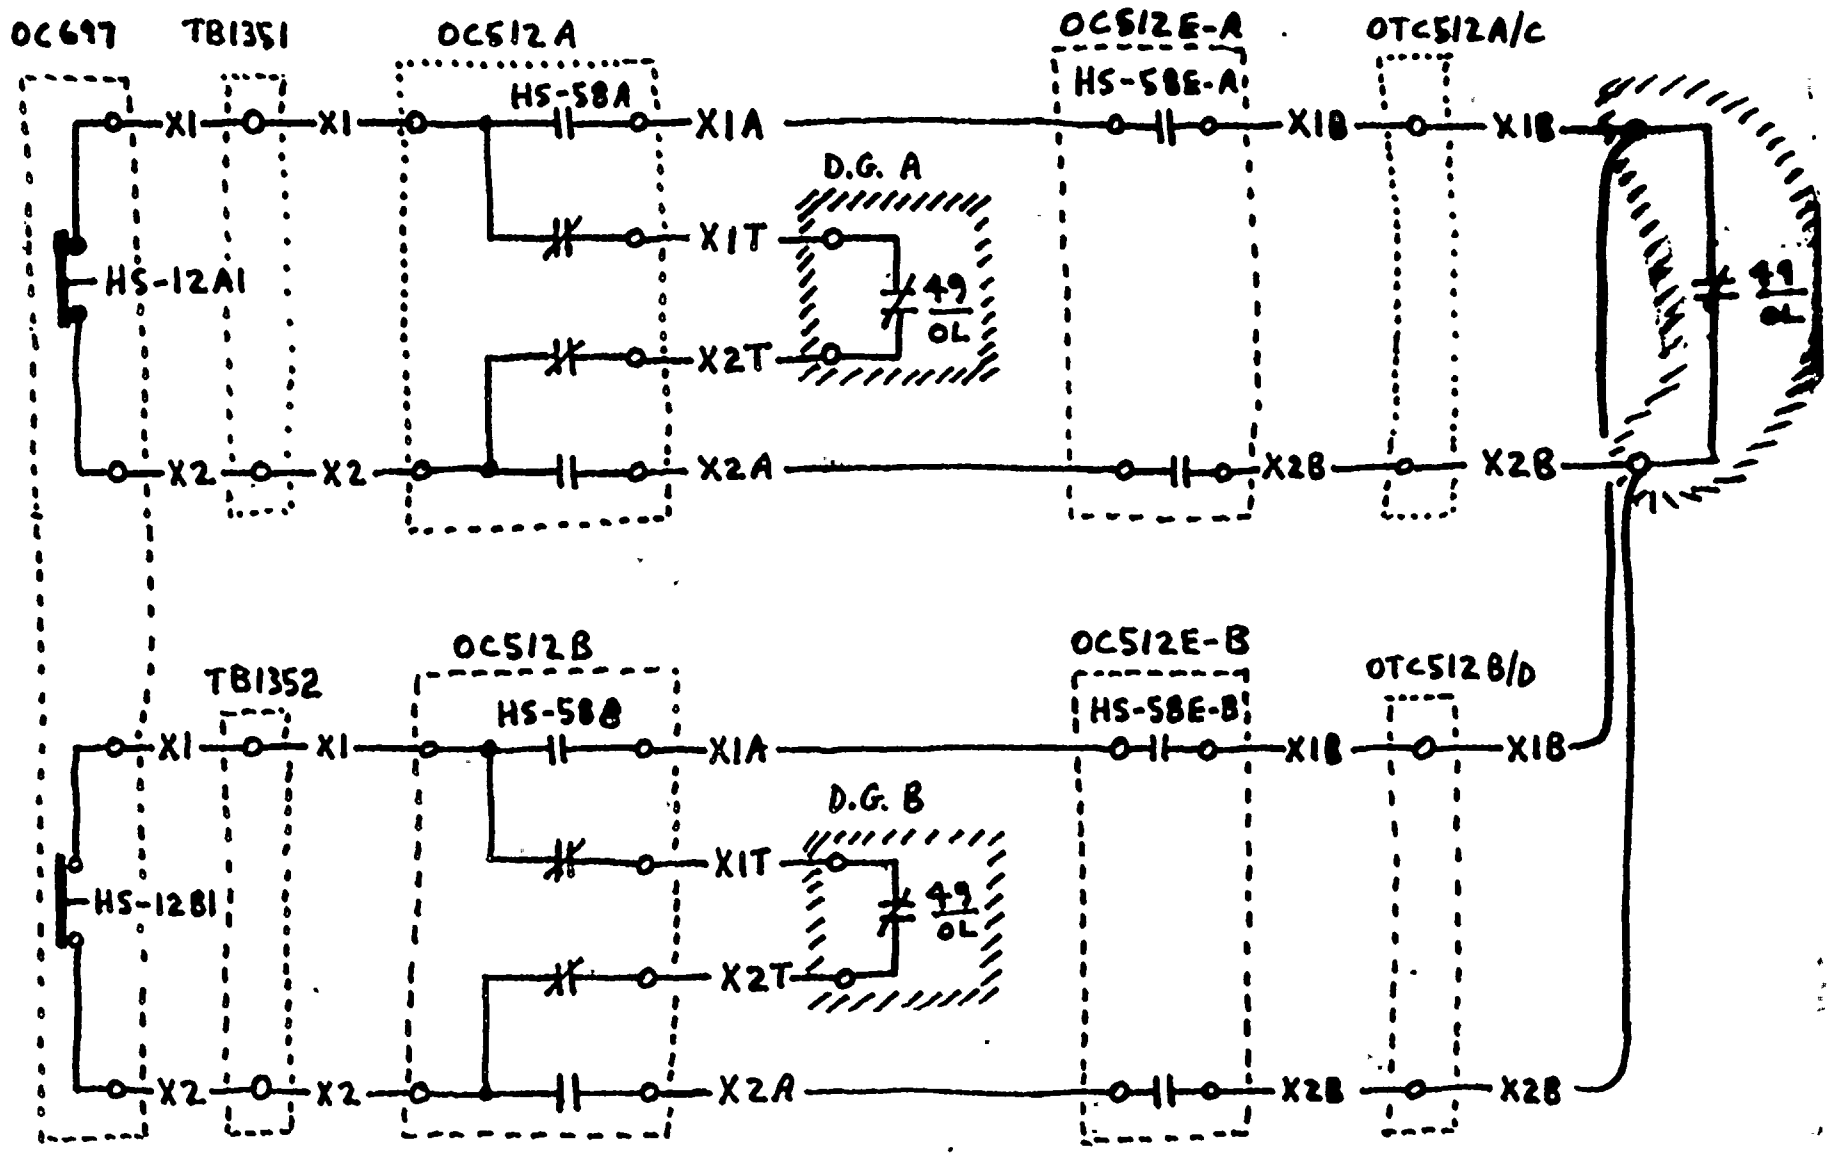 OC697 TB1351 OC512A OC512E-A OTC512A/C
HS-58A HS-58E-A
X1 X1 X1A X1B X1B
D.G. A
X1T
HS-12A1 49 49
OL OL
X2T
X2 X2 X2A X2B X2B
OC512B OC512E-B OTC512B/D
TB1352
HS-58B HS-58E-B
X1 X1 X1A X1B X1B
D.G. B
X1T
HS-12B1 49
OL
X2T
X2 X2 X2A X2B X2B